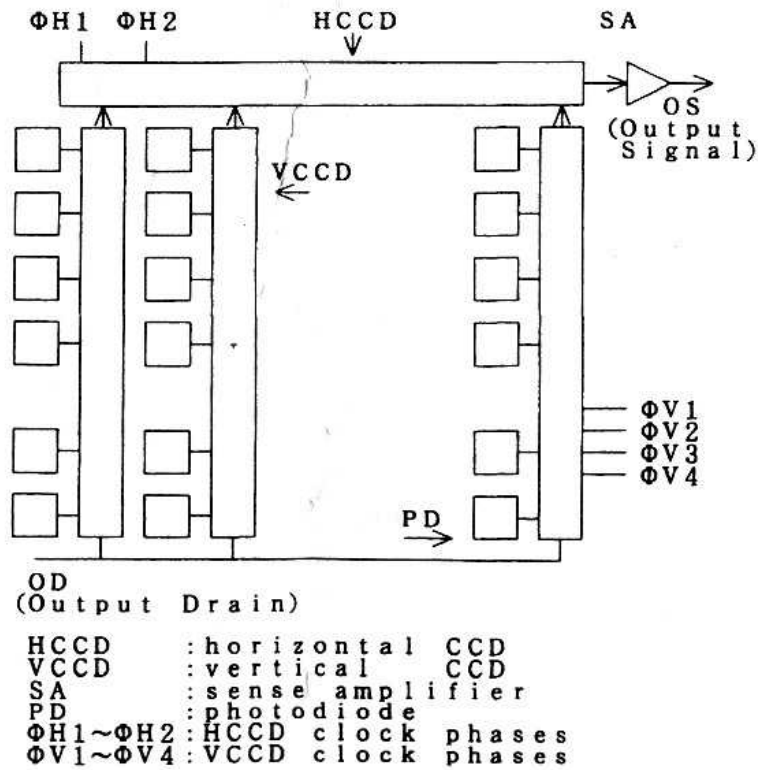 ΦH1 ΦH2 HCCD SA
OS
(Output
Signal)
VCCD
ΦV1
ΦV2
ΦV3
ΦV4
PD
OD
(Output Drain)
HCCD :horizontal CCD
VCCD :vertical CCD
SA :sense amplifier
PD :photodiode
ΦH1~ΦH2:HCCD clock phases
ΦV1~ΦV4:VCCD clock phases